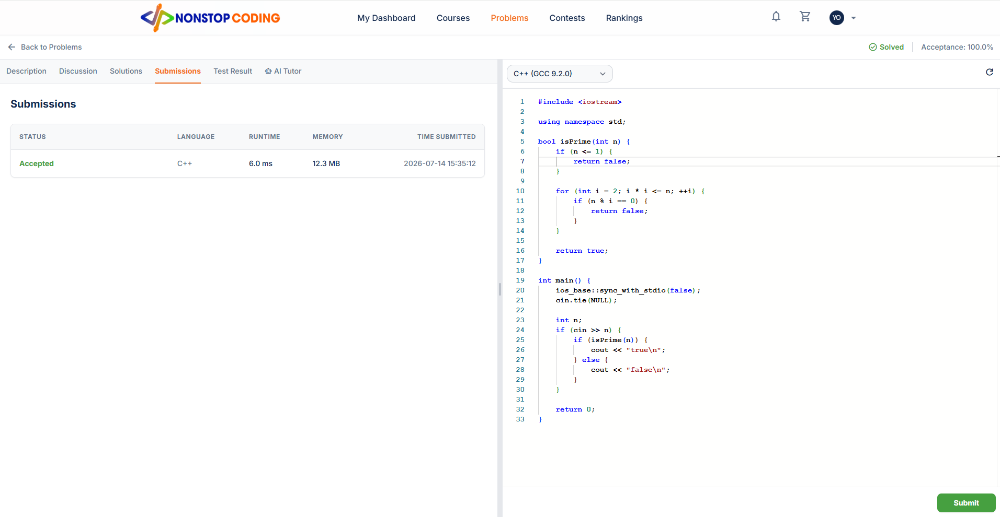 NONSTOP CODING
My Dashboard Courses Problems Contests Rankings
YO
Back to Problems
Solved Acceptance: 100.0%
Description Discussion Solutions Submissions Test Result AI Tutor
Submissions
STATUS LANGUAGE RUNTIME MEMORY TIME SUBMITTED
Accepted C++ 6.0 ms 12.3 MB 2026-07-14 15:35:12
C++ (GCC 9.2.0)
1 #include <iostream>
2
3 using namespace std;
4
5 bool isPrime(int n) {
6     if (n <= 1) {
7         return false;
8     }
9
10     for (int i = 2; i * i <= n; ++i) {
11         if (n % i == 0) {
12             return false;
13         }
14     }
15
16     return true;
17 }
18
19 int main() {
20     ios_base::sync_with_stdio(false);
21     cin.tie(NULL);
22
23     int n;
24     if (cin >> n) {
25         if (isPrime(n)) {
26             cout << "true\n";
27         } else {
28             cout << "false\n";
29         }
30     }
31
32     return 0;
33 }
Submit